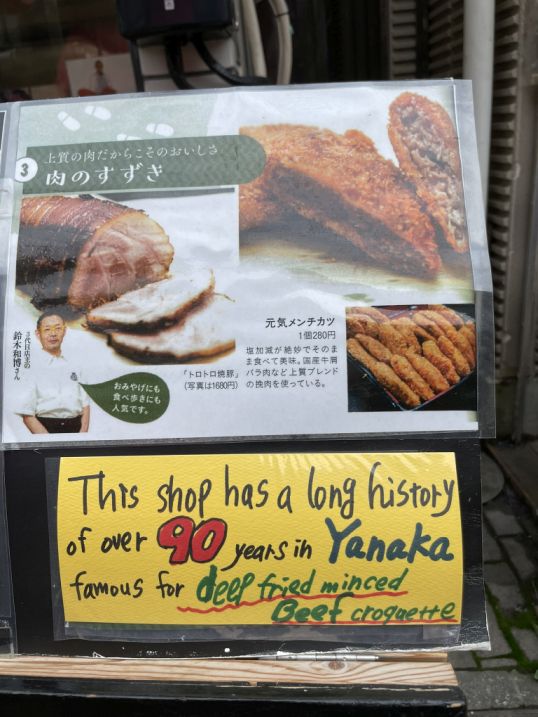 上質の肉だからこそのおいしさ
3 肉のすずき
元気メンチカツ
1個280円
塩加減が絶妙でそのまま
まま食べて美味。国産牛肩
バラ肉など上質ブレンド
の挽肉を使っている。
「トロトロ焼豚」
(写真は1680円)
3代目店主の
鈴木和博さん
おみやげにも
食べ歩きにも
人気です。
This shop has a long history
of over 90 years in Yanaka
famous for deep fried minced
Beef croquette